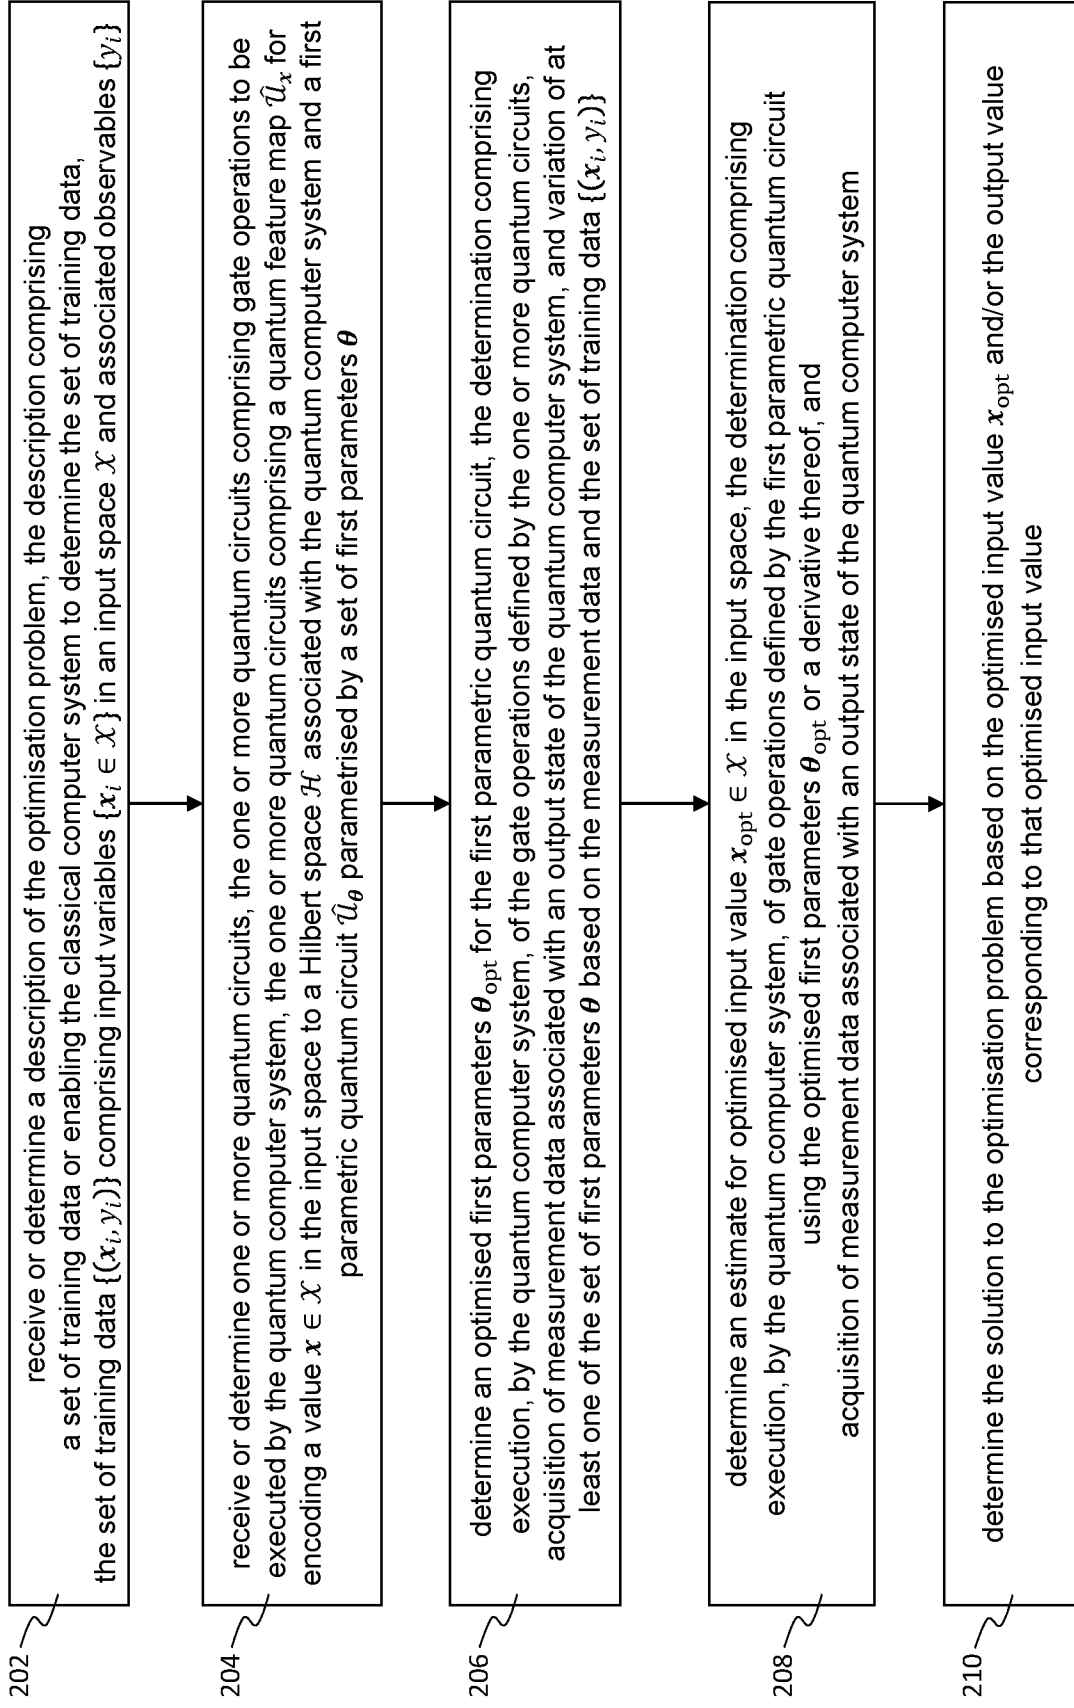 202
receive or determine a description of the optimisation problem, the description comprising
a set of training data or enabling the classical computer system to determine the set of training data,
the set of training data {(𝒙ᵢ, yᵢ)} comprising input variables {𝒙ᵢ ∈ 𝒳} in an input space 𝒳 and associated observables {yᵢ}
204
receive or determine one or more quantum circuits, the one or more quantum circuits comprising gate operations to be
executed by the quantum computer system, the one or more quantum circuits comprising a quantum feature map 𝒰̂ₓ for
encoding a value 𝒙 ∈ 𝒳 in the input space to a Hilbert space ℋ associated with the quantum computer system and a first
parametric quantum circuit 𝒰̂_𝜽 parametrised by a set of first parameters 𝜽
206
determine an optimised first parameters 𝜽_opt for the first parametric quantum circuit, the determination comprising
execution, by the quantum computer system, of the gate operations defined by the one or more quantum circuits,
acquisition of measurement data associated with an output state of the quantum computer system, and variation of at
least one of the set of first parameters 𝜽 based on the measurement data and the set of training data {(𝒙ᵢ, yᵢ)}
208
determine an estimate for optimised input value 𝒙_opt ∈ 𝒳 in the input space, the determination comprising
execution, by the quantum computer system, of gate operations defined by the first parametric quantum circuit
using the optimised first parameters 𝜽_opt or a derivative thereof, and
acquisition of measurement data associated with an output state of the quantum computer system
210
determine the solution to the optimisation problem based on the optimised input value 𝒙_opt and/or the output value
corresponding to that optimised input value